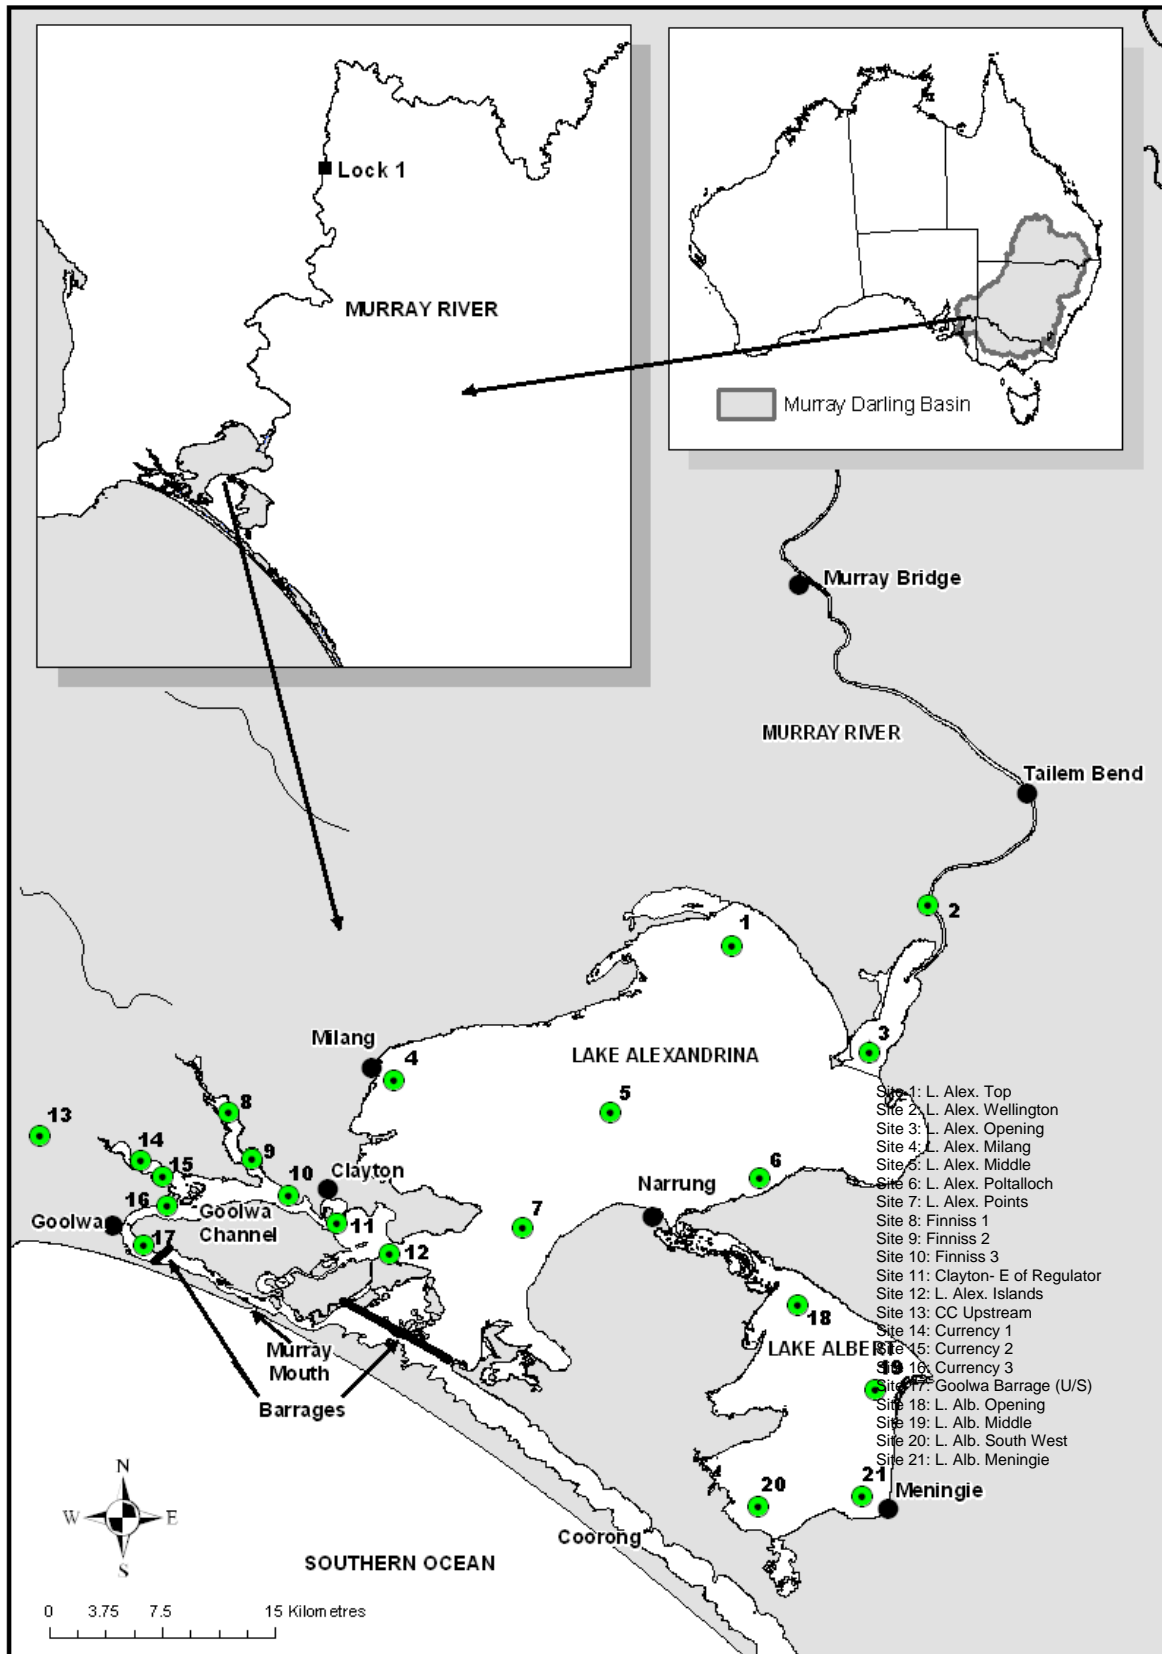 Lock 1
MURRAY RIVER
Murray Darling Basin
Murray Bridge
MURRAY RIVER
Tailem Bend
2
1
3
Milang
4
LAKE ALEXANDRINA
5
13
8
14
9
15
10
Clayton
6
Narrung
16
Goolwa
Goolwa
Channel
11
7
17
12
18
Murray
Mouth
LAKE ALBERT
19
Barrages
20
21
Meningie
Coorong
SOUTHERN OCEAN
N
W
E
S
0 3.75 7.5 15 Kilometres
Site 1: L. Alex. Top
Site 2: L. Alex. Wellington
Site 3: L. Alex. Opening
Site 4: L. Alex. Milang
Site 5: L. Alex. Middle
Site 6: L. Alex. Poltalloch
Site 7: L. Alex. Points
Site 8: Finniss 1
Site 9: Finniss 2
Site 10: Finniss 3
Site 11: Clayton- E of Regulator
Site 12: L. Alex. Islands
Site 13: CC Upstream
Site 14: Currency 1
Site 15: Currency 2
Site 16: Currency 3
Site 17: Goolwa Barrage (U/S)
Site 18: L. Alb. Opening
Site 19: L. Alb. Middle
Site 20: L. Alb. South West
Site 21: L. Alb. Meningie